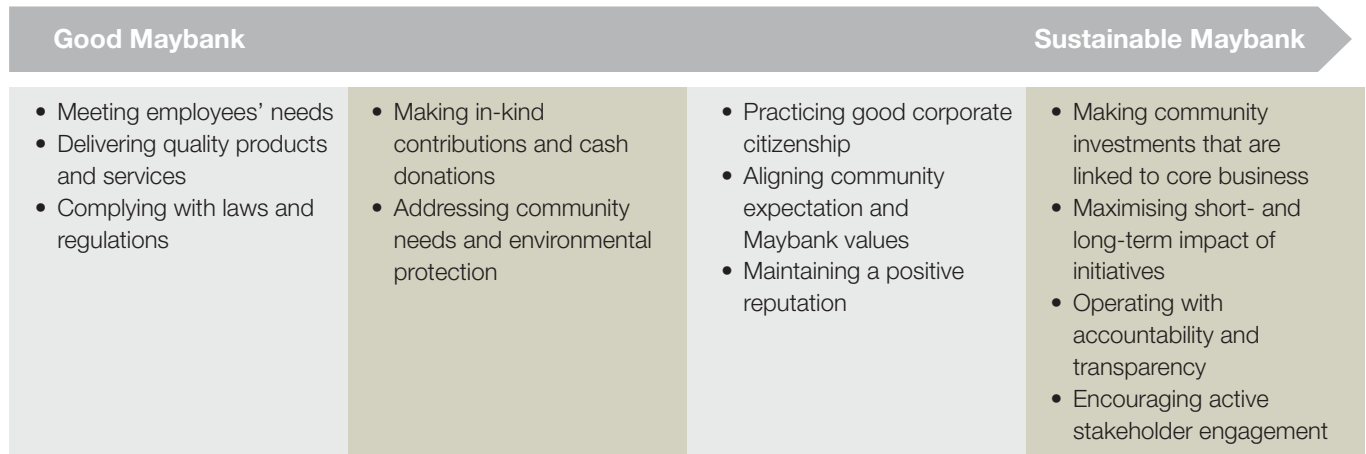 Good Maybank
Sustainable Maybank
• Meeting employees’ needs
• Delivering quality products
and services
• Complying with laws and
regulations
• Making in-kind
contributions and cash
donations
• Addressing community
needs and environmental
protection
• Practicing good corporate
citizenship
• Aligning community
expectation and
Maybank values
• Maintaining a positive
reputation
• Making community
investments that are
linked to core business
• Maximising short- and
long-term impact of
initiatives
• Operating with
accountability and
transparency
• Encouraging active
stakeholder engagement